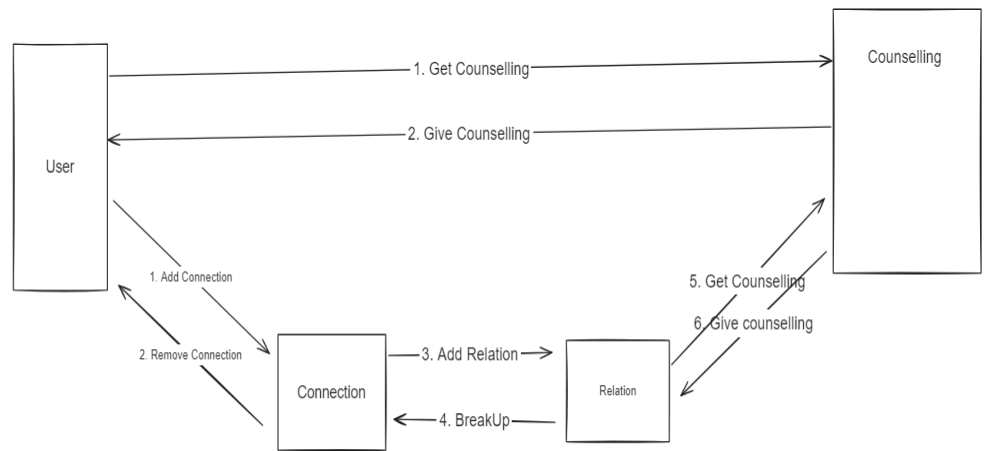 Counselling
1. Get Counselling
2. Give Counselling
User
1. Add Connection
5. Get Counselling
6. Give counselling
2. Remove Connection
3. Add Relation
Connection
Relation
4. BreakUp